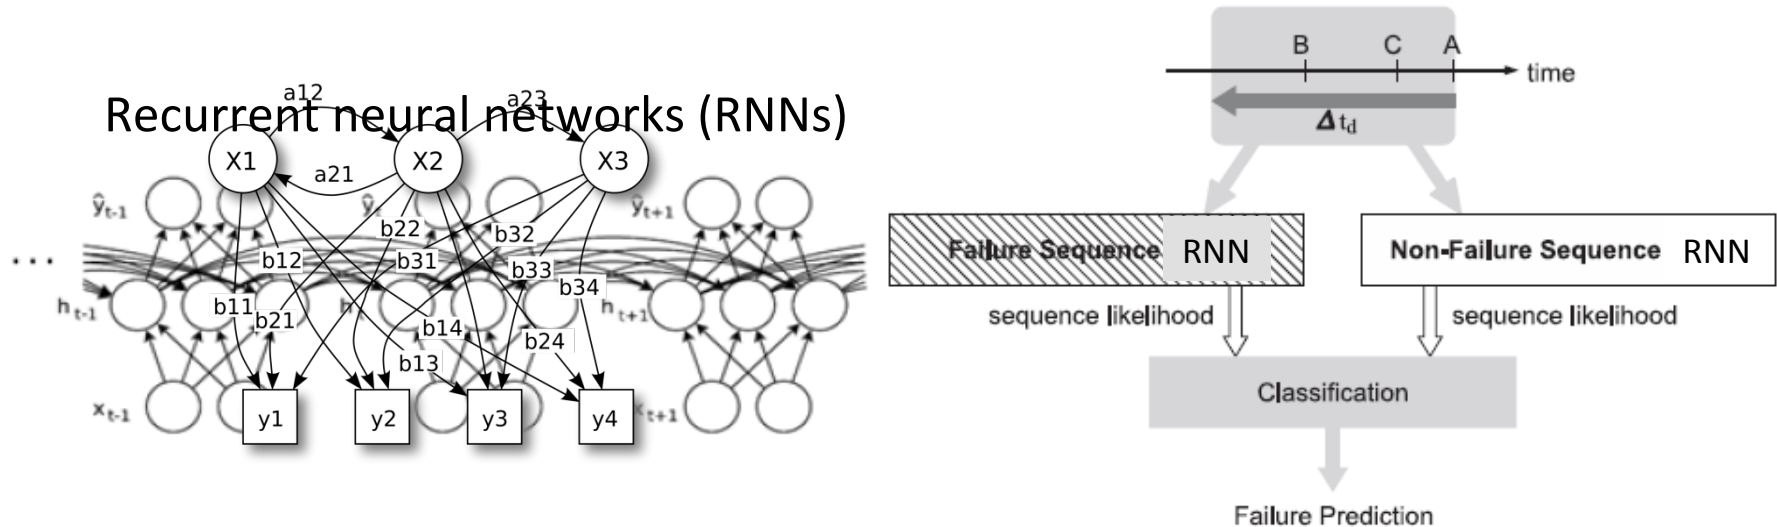 a12
a23
Recurrent neural networks (RNNs)
X1
X2
X3
a21
ŷt-1
ŷt+1
b22
b32
b12
b31
b33
b34
. . .
ht-1
b11
b21
h
ht+1
b14
b24
b13
xt-1
y1
y2
y3
y4
t+1
B C A
time
Δtd
Failure Sequence RNN
Non-Failure Sequence RNN
sequence likelihood
sequence likelihood
Classification
Failure Prediction